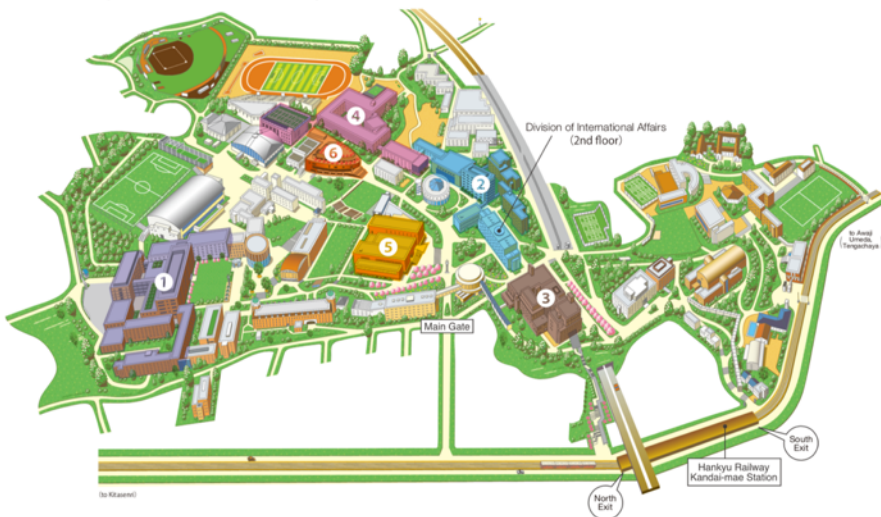 4
6
Division of International Affairs
(2nd floor)
2
5
1
3
to Awaji
Umeda,
Tengachaya
Main Gate
South
Exit
Hankyu Railway
Kandai-mae Station
North
Exit
(to Kitasenri)